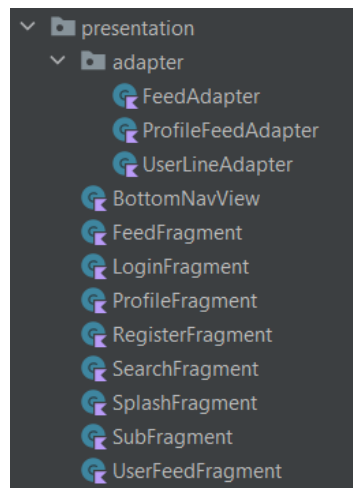 presentation
adapter
FeedAdapter
ProfileFeedAdapter
UserLineAdapter
BottomNavView
FeedFragment
LoginFragment
ProfileFragment
RegisterFragment
SearchFragment
SplashFragment
SubFragment
UserFeedFragment